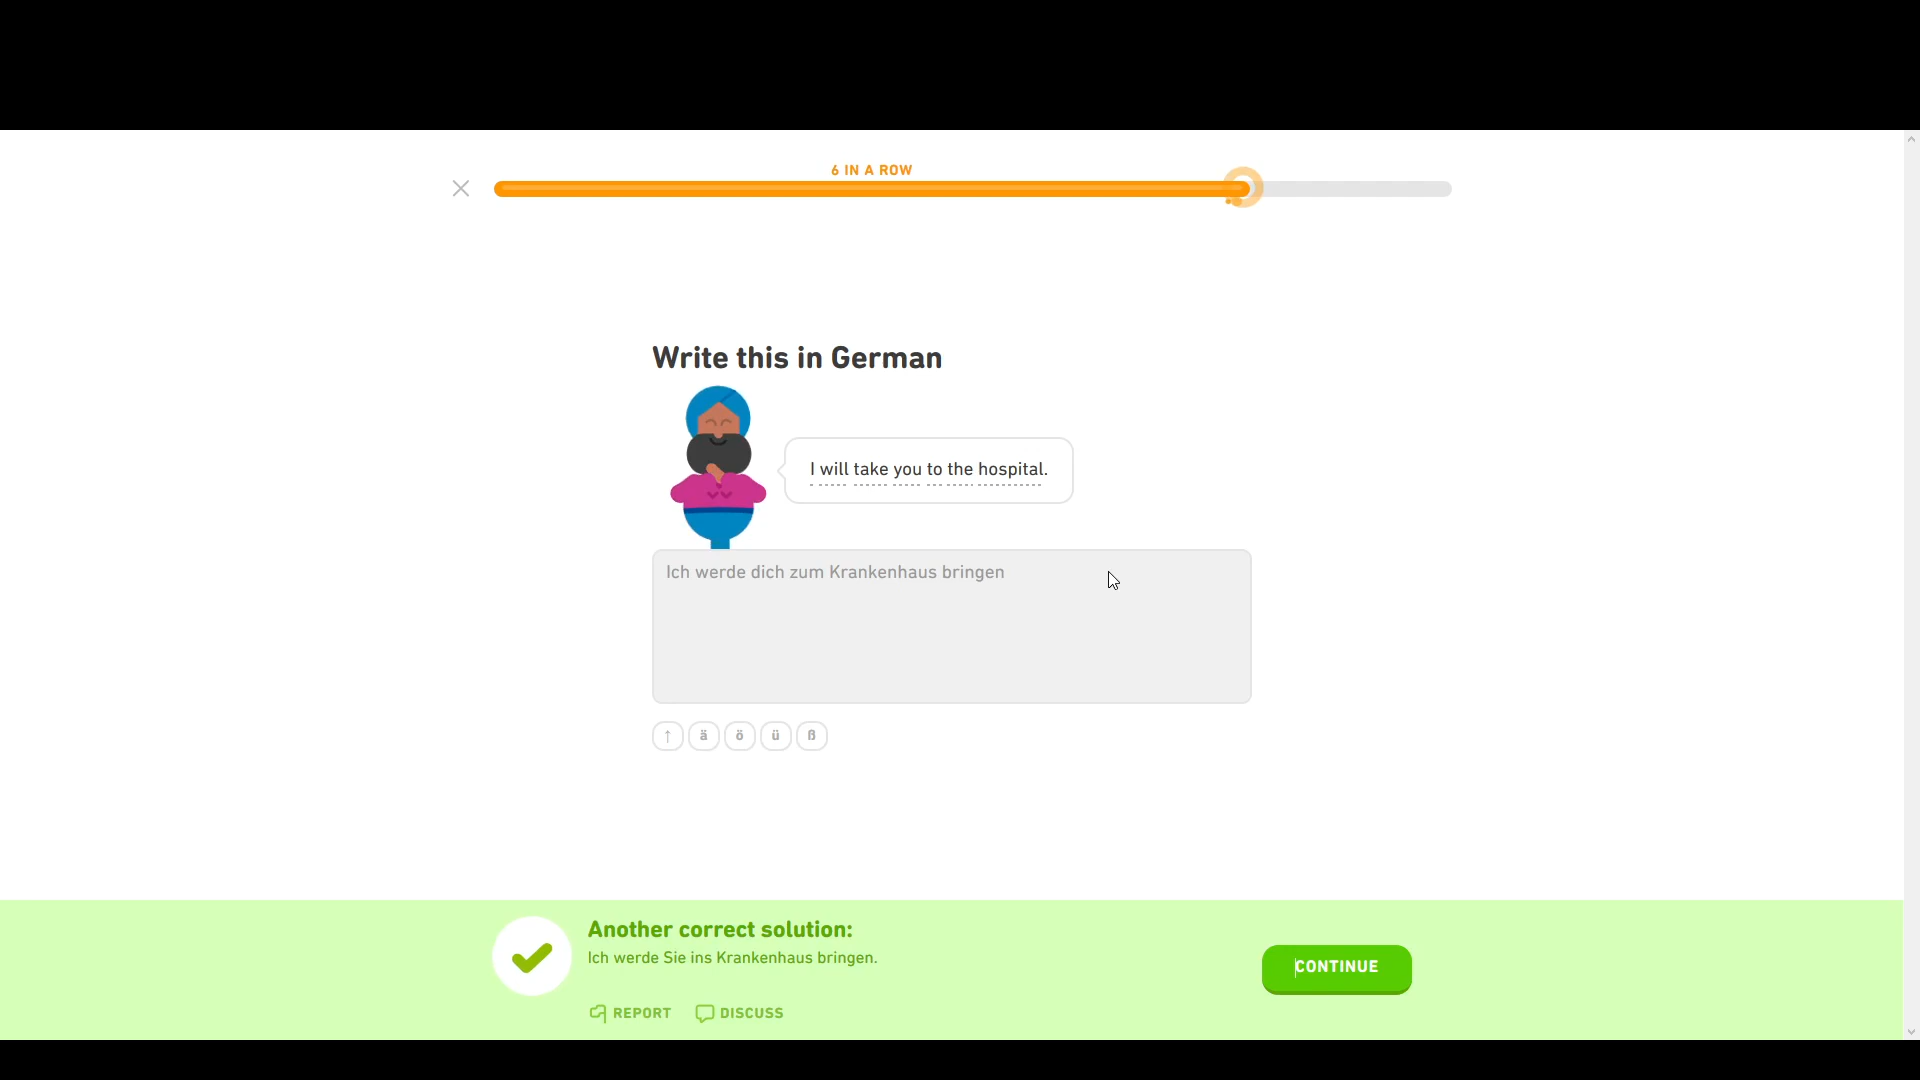 6 IN A ROW
Write this in German
I will take you to the hospital.
Ich werde dich zum Krankenhaus bringen
↑ ä ö ü ß
Another correct solution:
Ich werde Sie ins Krankenhaus bringen.
CONTINUE
REPORT DISCUSS